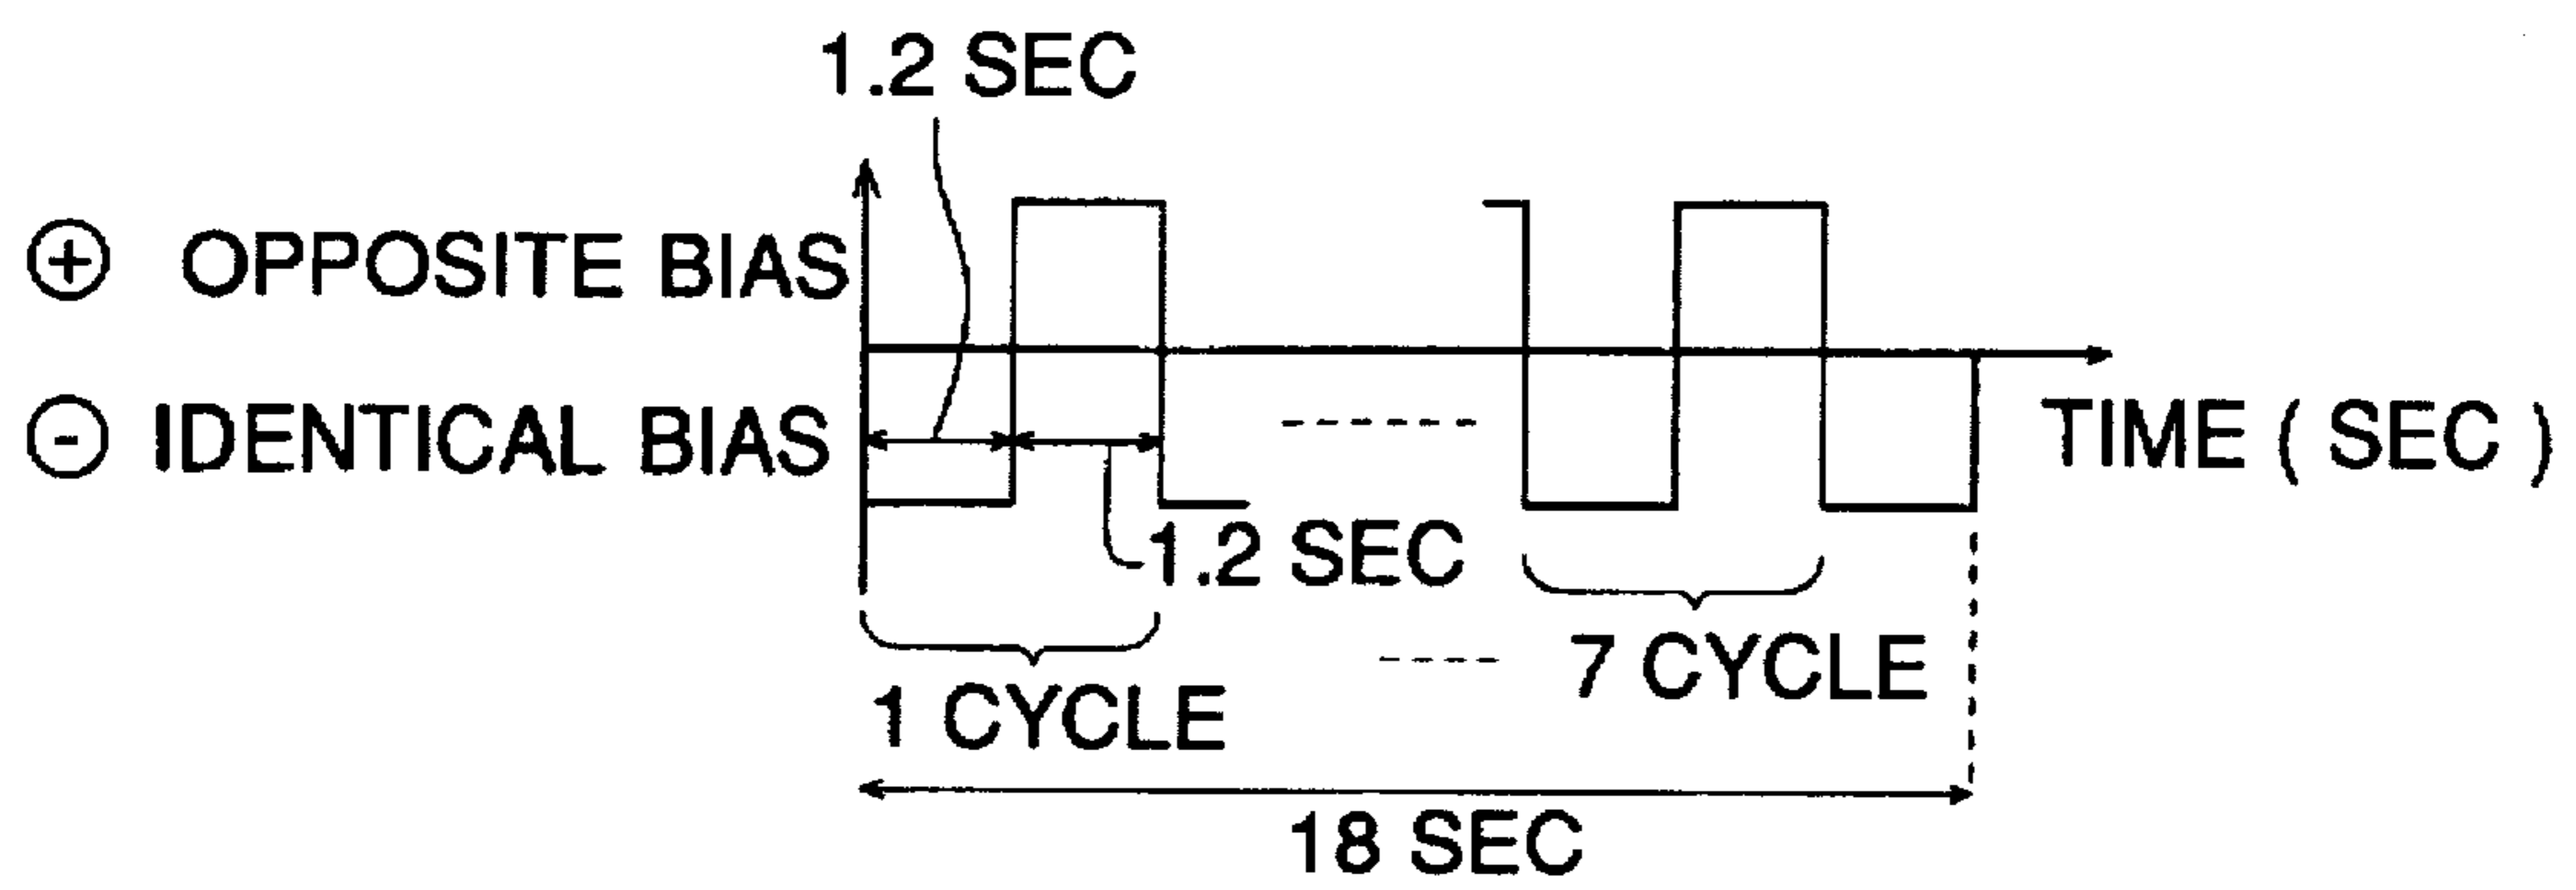 1.2 SEC
⊕ OPPOSITE BIAS
⊖ IDENTICAL BIAS
TIME ( SEC )
1.2 SEC
7 CYCLE
1 CYCLE
18 SEC